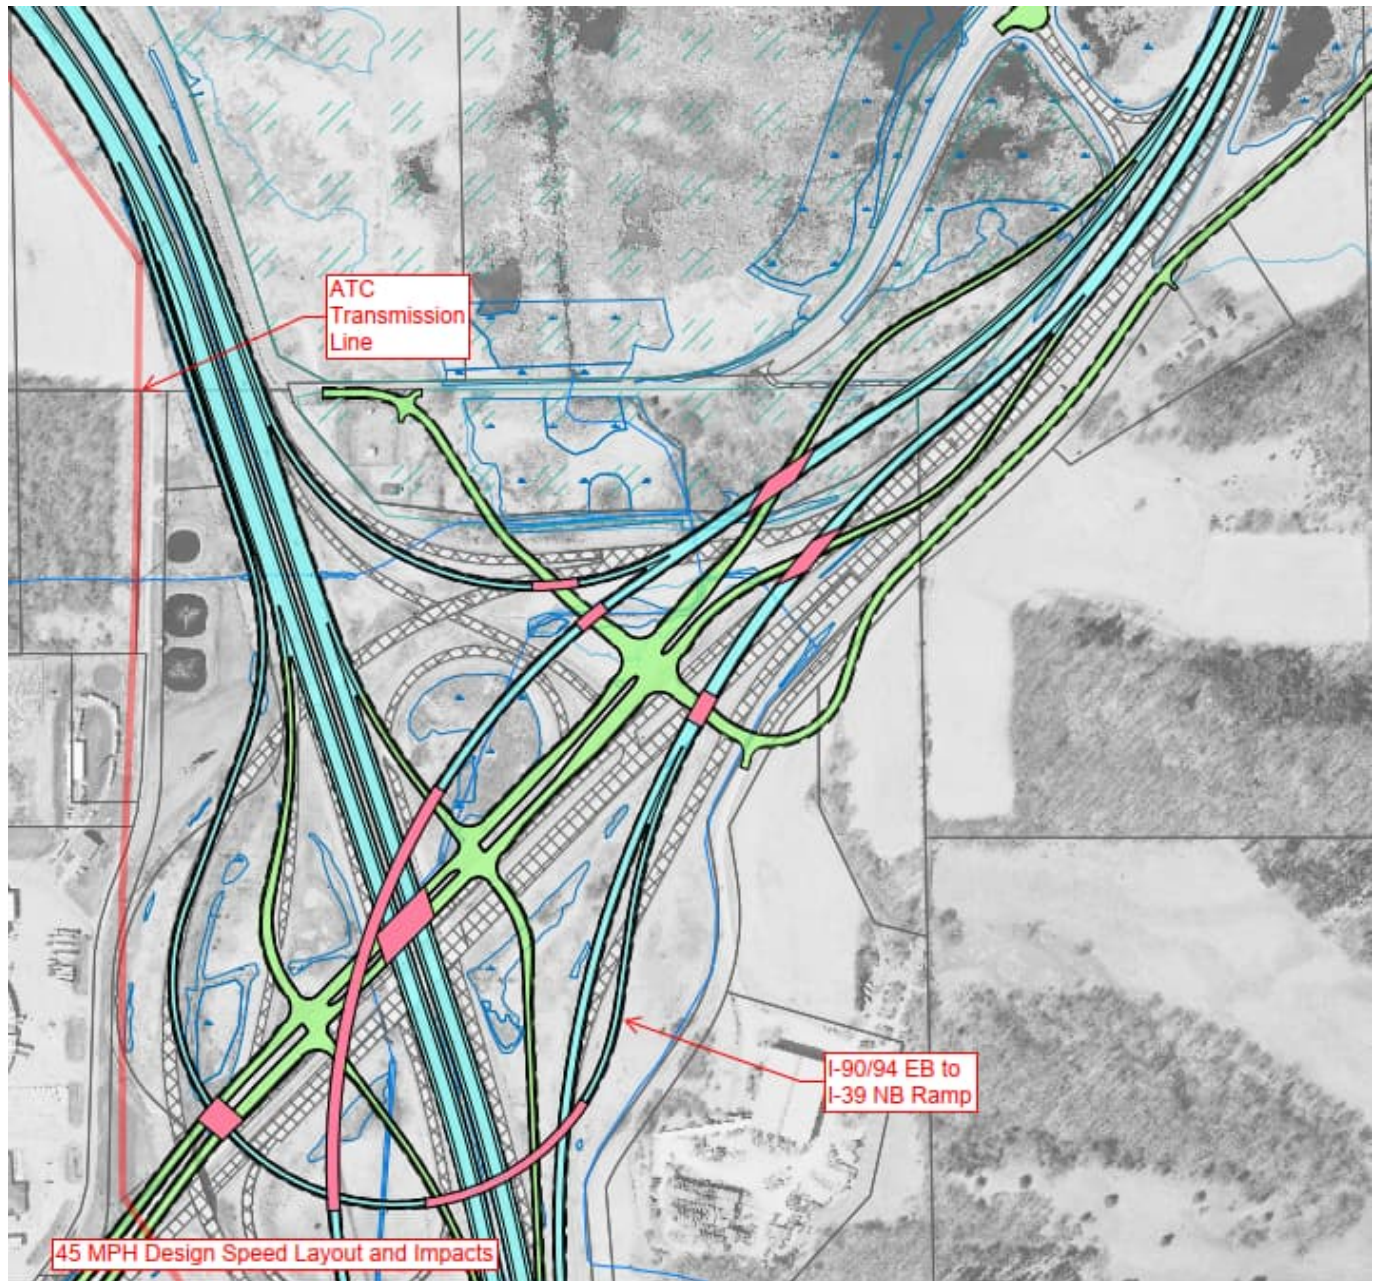 ATC
Transmission
Line
I-90/94 EB to
I-39 NB Ramp
45 MPH Design Speed Layout and Impacts